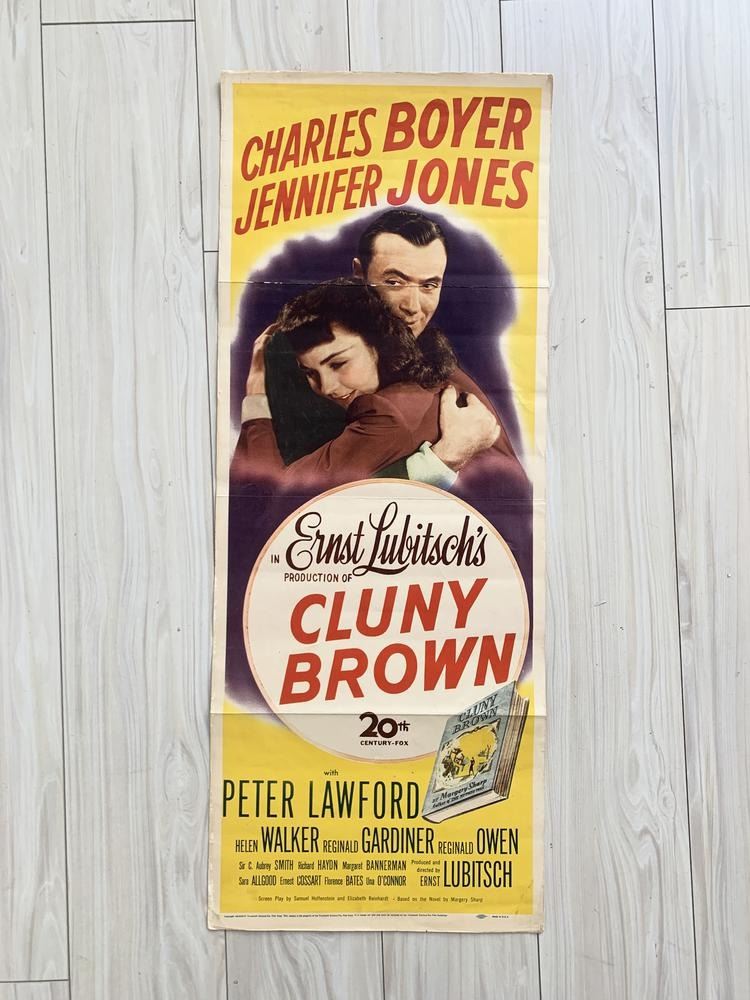 CHARLES BOYER
JENNIFER JONES
IN Ernst Lubitsch's
PRODUCTION OF
CLUNY
BROWN
20th
CENTURY-FOX
CLUNY
BROWN
BY Margery Sharp
with
PETER LAWFORD
HELEN WALKER REGINALD GARDINER REGINALD OWEN
Sir C. Aubrey SMITH Richard HAYDN Margaret BANNERMAN
Sara ALLGOOD Ernest COSSART Florence BATES Una O'CONNOR
Produced and
directed by
ERNST LUBITSCH
Screen Play by Samuel Hoffenstein and Elizabeth Reinhardt - Based on the Novel by Margery Sharp